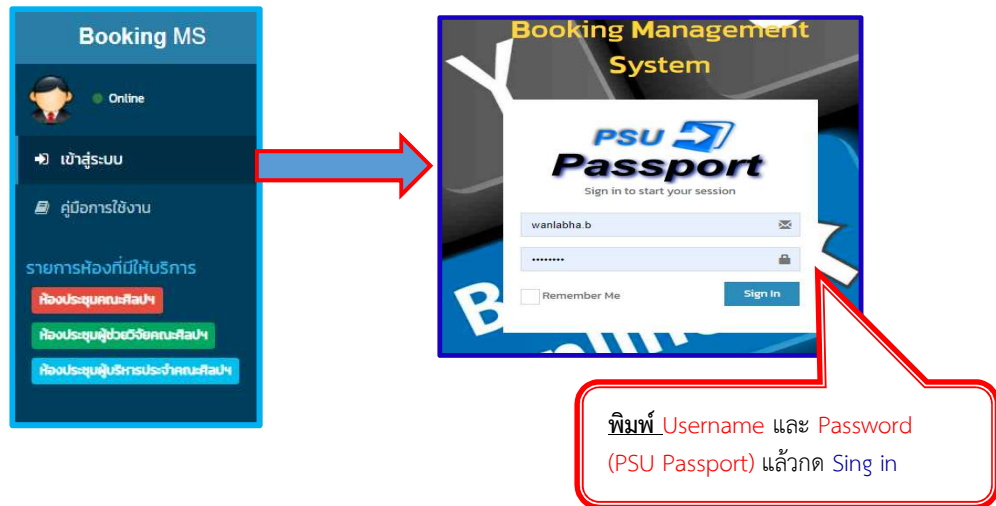 Booking MS
Online
เข้าสู่ระบบ
คู่มือการใช้งาน
รายการห้องที่มีให้บริการ
ห้องประชุมคณะศิลปฯ
ห้องประชุมผู้ช่วยวิจัยคณะศิลปฯ
ห้องประชุมผู้บริหารประจำคณะศิลปฯ
Booking Management
System
PSU
Passport
Sign in to start your session
wanlabha.b
••••••••
Remember Me
Sign In
พิมพ์ Username และ Password
(PSU Passport) แล้วกด Sing in